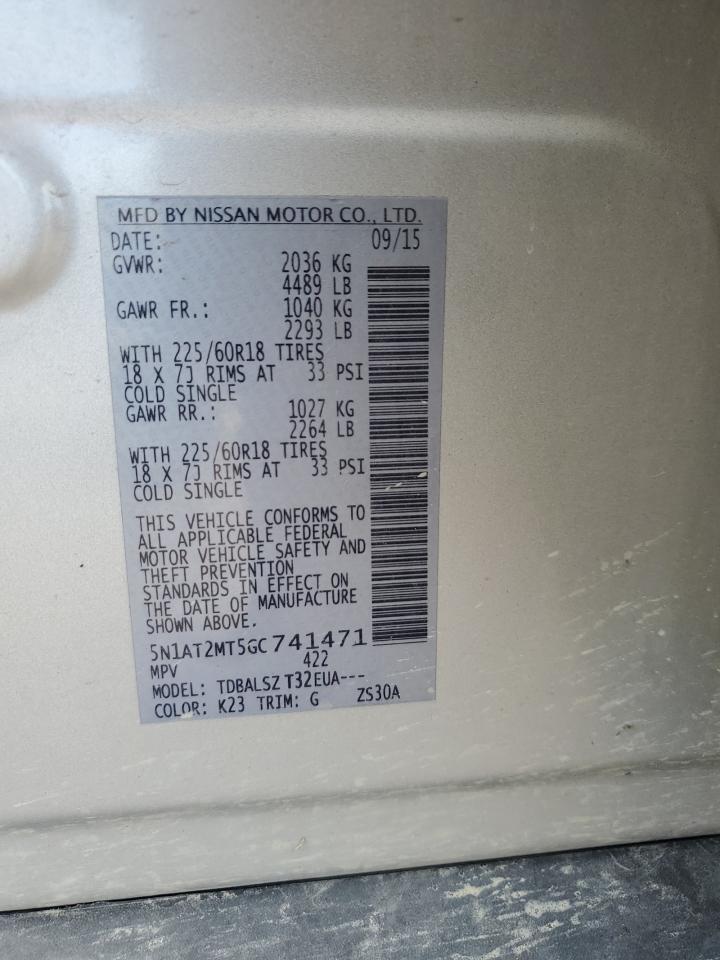 MFD BY NISSAN MOTOR CO., LTD.
DATE: 09/15
GVWR: 2036 KG
4489 LB
GAWR FR.: 1040 KG
2293 LB
WITH 225/60R18 TIRES
18 X 7J RIMS AT 33 PSI
COLD SINGLE
GAWR RR.: 1027 KG
2264 LB
WITH 225/60R18 TIRES
18 X 7J RIMS AT 33 PSI
COLD SINGLE
THIS VEHICLE CONFORMS TO
ALL APPLICABLE FEDERAL
MOTOR VEHICLE SAFETY AND
THEFT PREVENTION
STANDARDS IN EFFECT ON
THE DATE OF MANUFACTURE
SHOWN ABOVE.
5N1AT2MT5GC741471
MPV 422
MODEL: TDBALSZ T32EUA---
COLOR: K23 TRIM: G ZS30A